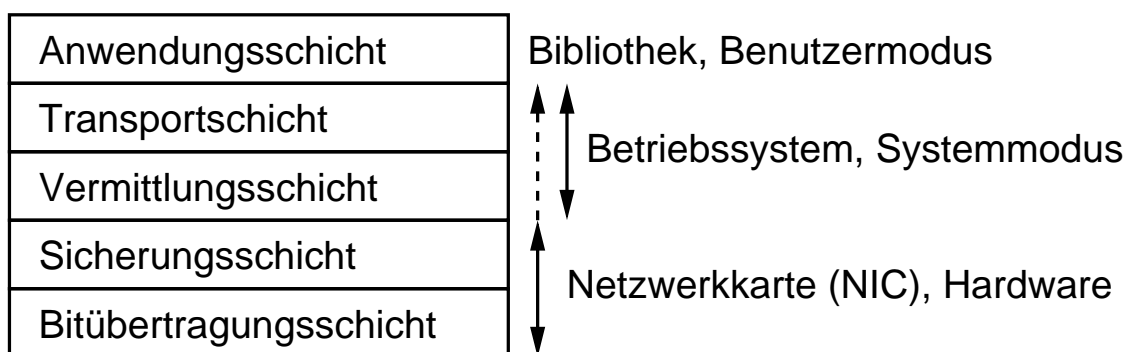 Anwendungsschicht
Bibliothek, Benutzermodus
Transportschicht
Betriebssystem, Systemmodus
Vermittlungsschicht
Sicherungsschicht
Netzwerkkarte (NIC), Hardware
Bitübertragungsschicht